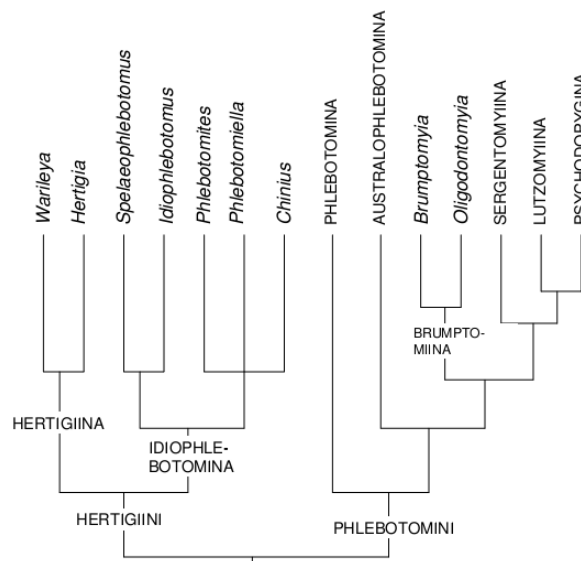 Warileya
Hertigia
Spelaeophlebotomus
Idiophlebotomus
Phlebotomites
Phlebotomiella
Chinius
PHLEBOTOMINA
AUSTRALOPHLEBOTOMINA
Brumptomyia
Oligodontomyia
SERGENTOMYIINA
LUTZOMYIINA
PSYCHODOPYGINA
BRUMPTO-
MIINA
HERTIGIINA
IDIOPHLE-
BOTOMINA
HERTIGIINI
PHLEBOTOMINI